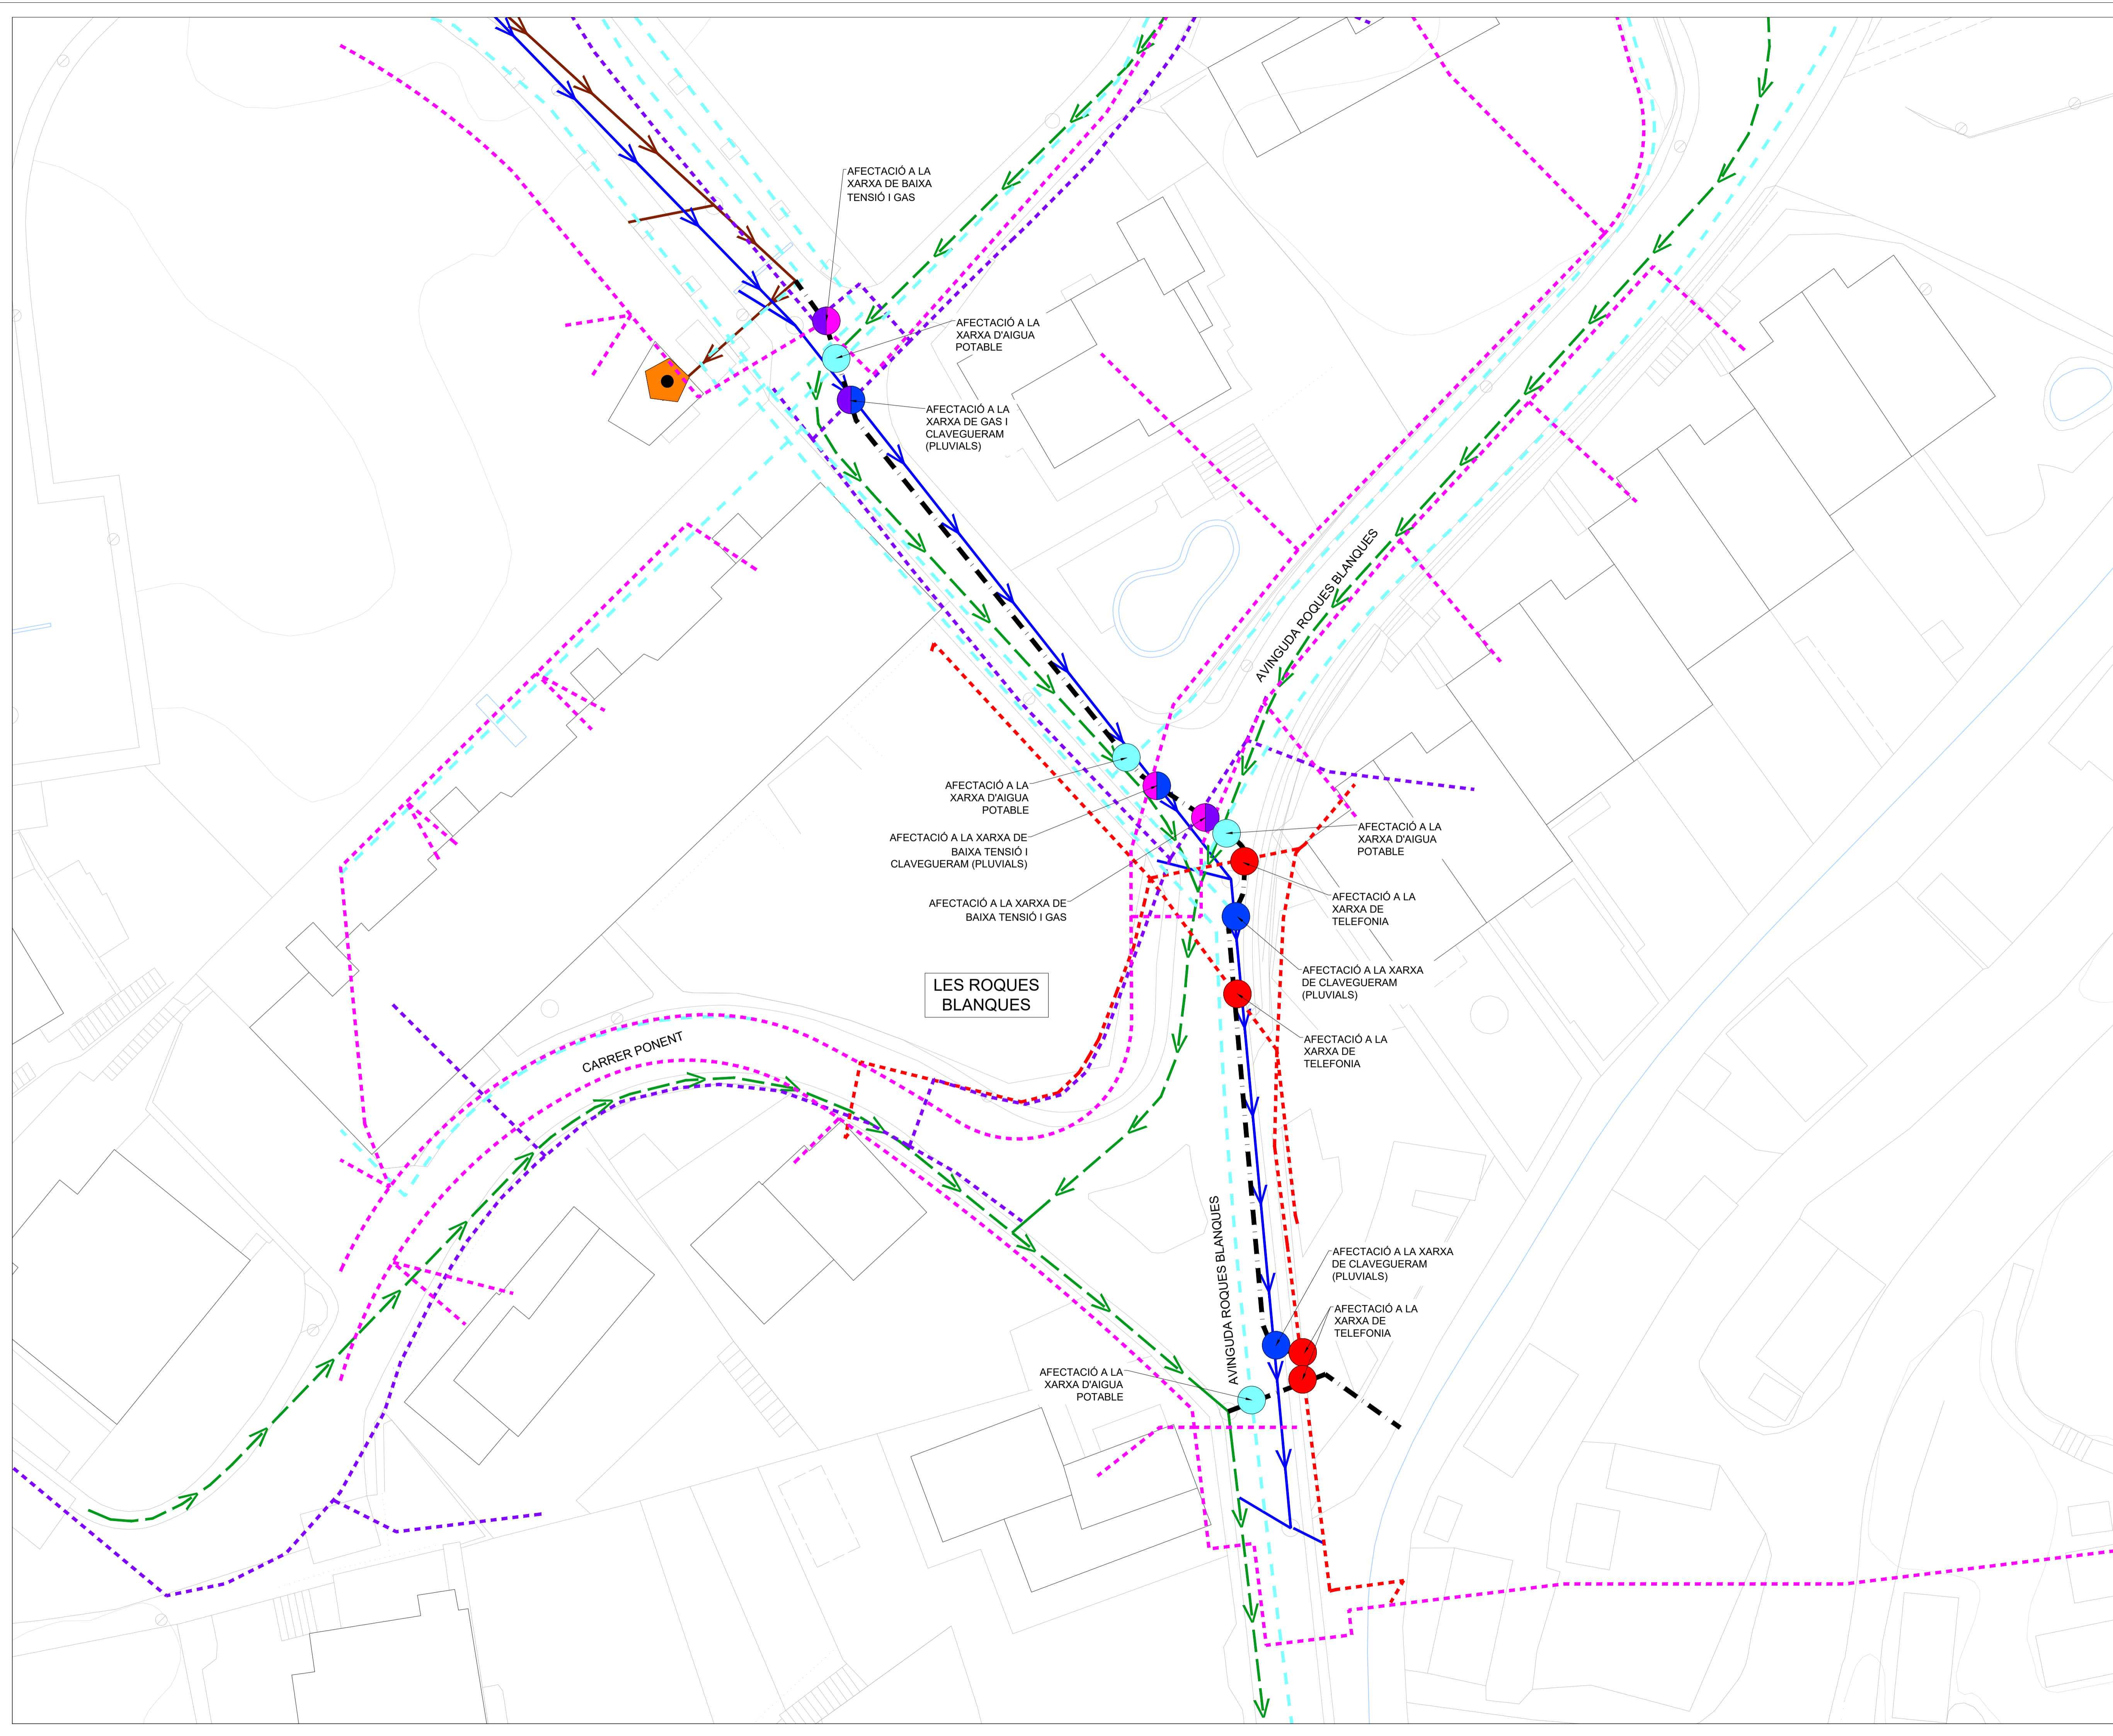 AFECTACIÓ A LA
XARXA DE BAIXA
TENSIÓ I GAS
AFECTACIÓ A LA
XARXA D'AIGUA
POTABLE
AFECTACIÓ A LA
XARXA DE GAS I
CLAVEGUERAM
(PLUVIALS)
AVINGUDA ROQUES BLANQUES
AFECTACIÓ A LA
XARXA D'AIGUA
POTABLE
AFECTACIÓ A LA XARXA DE
BAIXA TENSIÓ I
CLAVEGUERAM (PLUVIALS)
AFECTACIÓ A LA XARXA DE
BAIXA TENSIÓ I GAS
AFECTACIÓ A LA
XARXA D'AIGUA
POTABLE
AFECTACIÓ A LA
XARXA DE
TELEFONIA
AFECTACIÓ A LA XARXA
DE CLAVEGUERAM
(PLUVIALS)
AFECTACIÓ A LA
XARXA DE
TELEFONIA
LES ROQUES
BLANQUES
CARRER PONENT
AVINGUDA ROQUES BLANQUES
AFECTACIÓ A LA XARXA
DE CLAVEGUERAM
(PLUVIALS)
AFECTACIÓ A LA
XARXA DE
TELEFONIA
AFECTACIÓ A LA
XARXA D'AIGUA
POTABLE